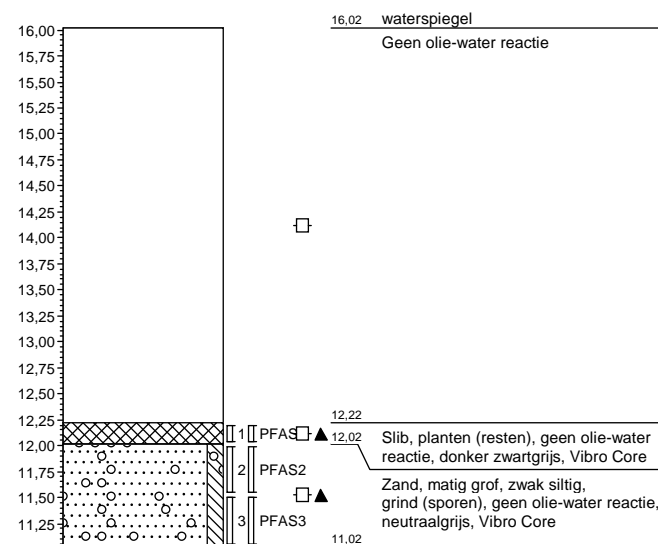 16,02 waterspiegel
Geen olie-water reactie
16,00
15,75
15,50
15,25
15,00
14,75
14,50
14,25
14,00
13,75
13,50
13,25
13,00
12,75
12,50
12,25
12,00
11,75
11,50
11,25
12,22
1 PFAS
12,02
Slib, planten (resten), geen olie-water
reactie, donker zwartgrijs, Vibro Core
2 PFAS2
Zand, matig grof, zwak siltig,
grind (sporen), geen olie-water reactie,
neutraalgrijs, Vibro Core
3 PFAS3
11,02